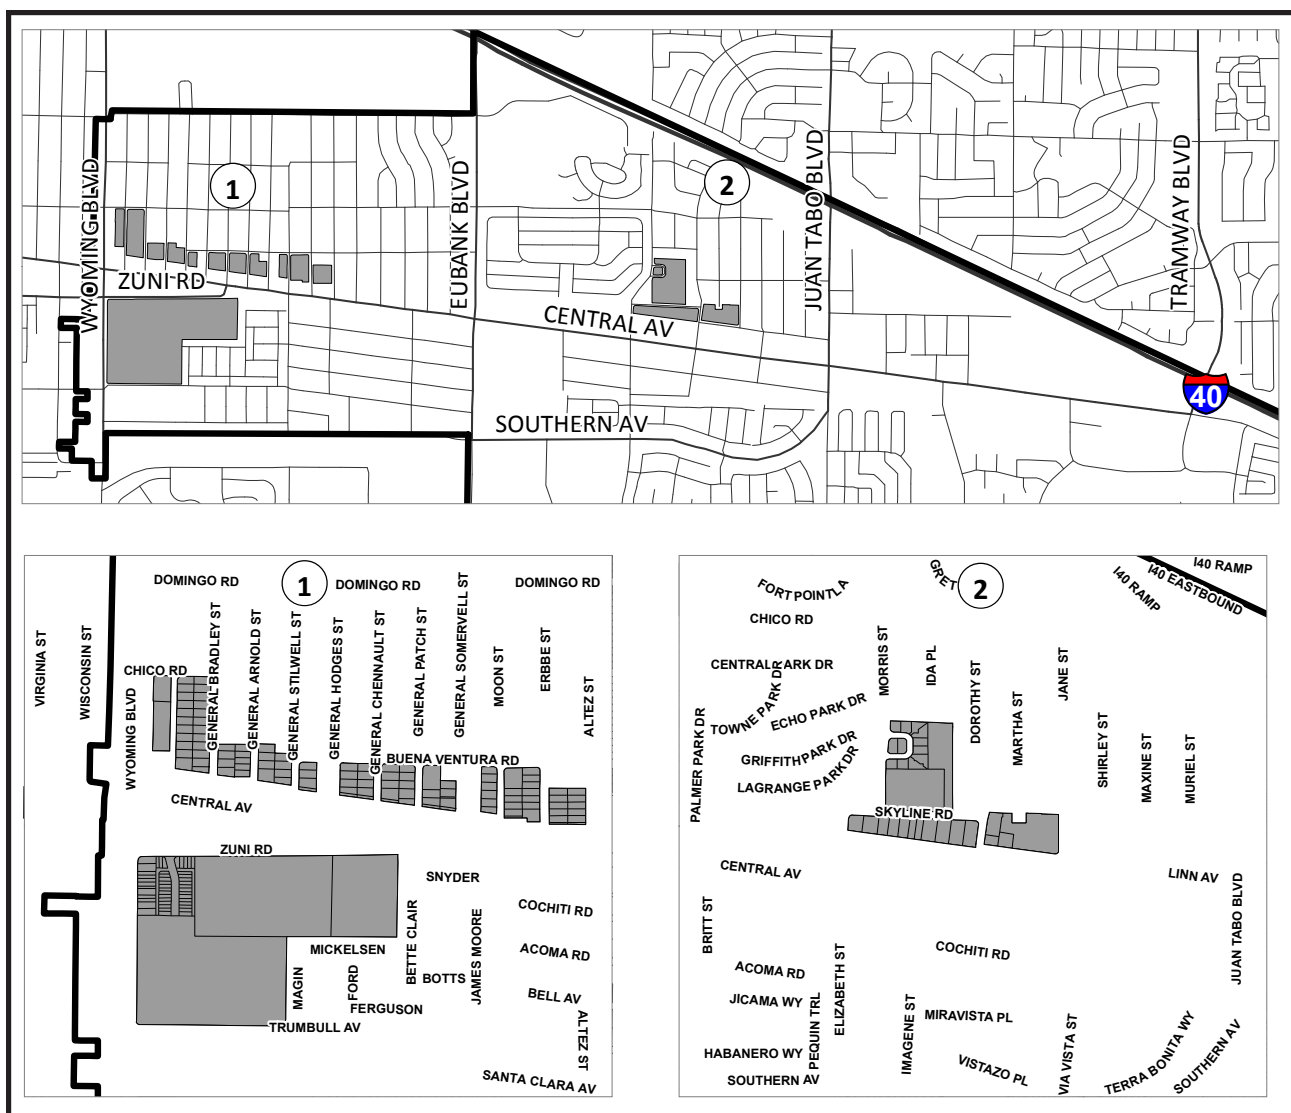 1
2
WYOMING BLVD
ZUNI RD
EUBANK BLVD
CENTRAL AV
SOUTHERN AV
JUAN TABO BLVD
TRAMWAY BLVD
40
1
DOMINGO RD
DOMINGO RD
DOMINGO RD
VIRGINIA ST
WISCONSIN ST
CHICO RD
WYOMING BLVD
GENERAL BRADLEY ST
GENERAL ARNOLD ST
GENERAL STILWELL ST
GENERAL HODGES ST
GENERAL CHENNAULT ST
GENERAL PATCH ST
GENERAL SOMERVELL ST
MOON ST
ERBBE ST
ALTEZ ST
BUENA VENTURA RD
CENTRAL AV
ZUNI RD
SNYDER
COCHITI RD
MICKELSEN
BETTE CLAIR
JAMES MOORE
ACOMA RD
MAGIN
FORD
BOTTS
FERGUSON
BELL AV
TRUMBULL AV
ALTEZ ST
SANTA CLARA AV
2
FORT POINT LA
GRET
I40 RAMP
I40 EASTBOUND
I40 RAMP
CHICO RD
CENTRAL PARK DR
MORRIS ST
IDA PL
DOROTHY ST
MARTHA ST
JANE ST
SHIRLEY ST
MAXINE ST
MURIEL ST
TOWNE PARK DR
ECHO PARK DR
PALMER PARK DR
GRIFFITH PARK DR
LAGRANGE PARK DR
SKYLINE RD
CENTRAL AV
LINN AV
BRITT ST
JUAN TABO BLVD
COCHITI RD
ELIZABETH ST
ACOMA RD
JICAMA WY
PEQUIN TRL
IMAGENE ST
MIRAVISTA PL
VIA VISTA ST
TERRA BONITA WY
SOUTHERN AV
HABANERO WY
VISTAZO PL
SOUTHERN AV